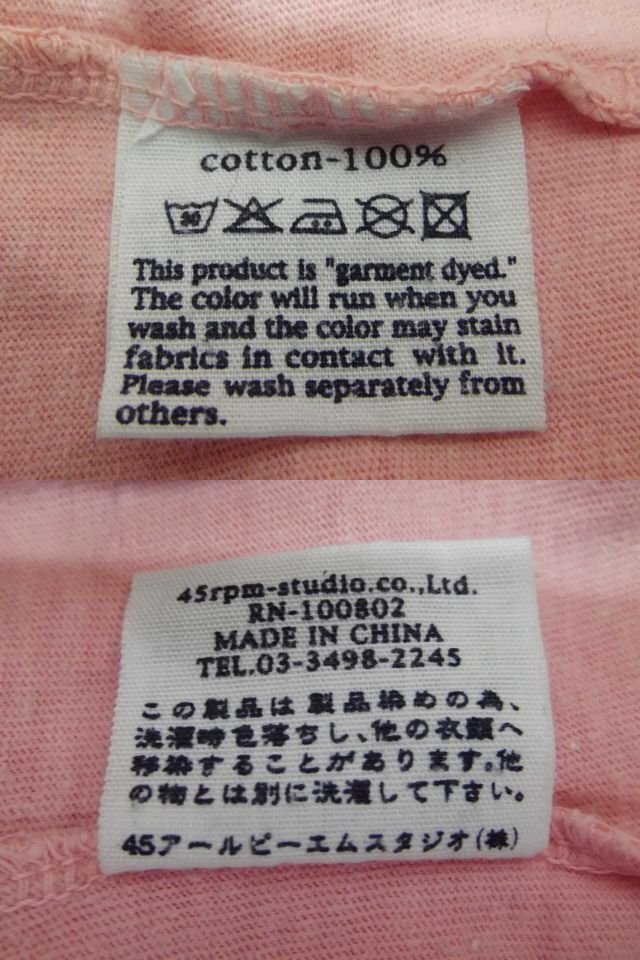 cotton-100%
30
This product is "garment dyed."
The color will run when you
wash and the color may stain
fabrics in contact with it.
Please wash separately from
others.
45rpm-studio.co.,Ltd.
RN-100802
MADE IN CHINA
TEL.03-3498-2245
この製品は製品染めの為、
洗濯時色落ちし、他の衣類へ
移染することがあります。他
の物とは別に洗濯して下さい。
45アールピーエムスタジオ(株)